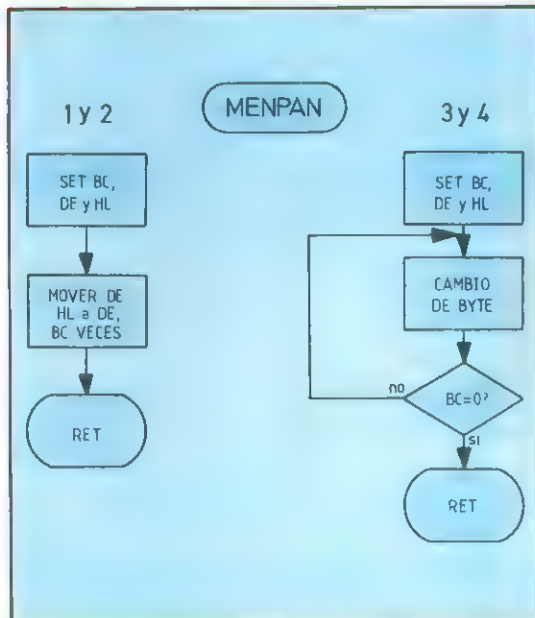 MENPAN
1 y 2
SET BC,
DE y HL
MOVER DE
HL a DE,
BC VECES
RET
3 y 4
SET BC,
DE y HL
CAMBIO
DE BYTE
BC=0?
no
SI
RET